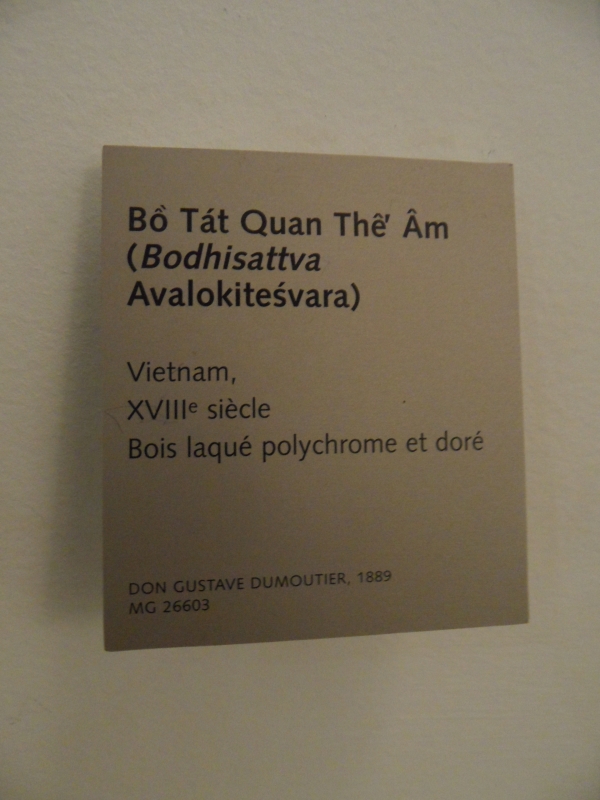 Bồ Tát Quan Thế Âm
(Bodhisattva
Avalokiteśvara)
Vietnam,
XVIIIe siècle
Bois laqué polychrome et doré
DON GUSTAVE DUMOUTIER, 1889
MG 26603